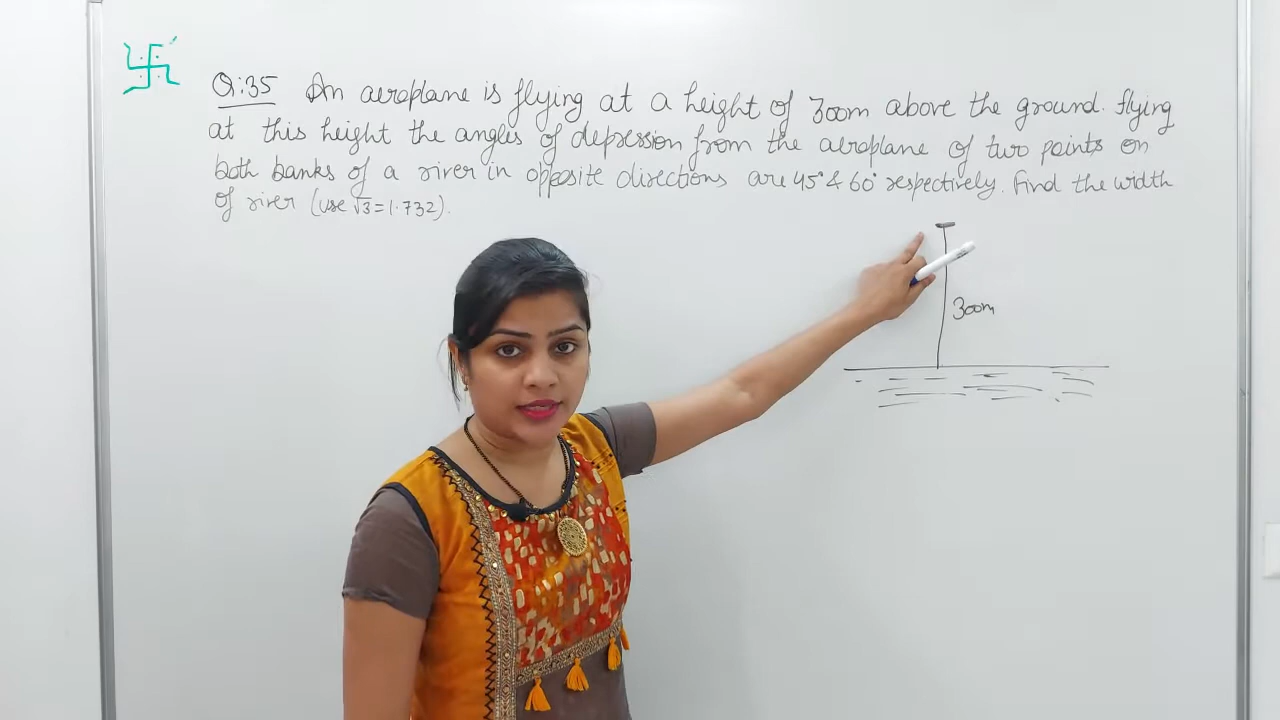 Q:35 An aeroplane is flying at a height of 300m above the ground. flying
at this height the angles of depression from the aeroplane of two points on
both banks of a river in opposite directions are 45° & 60° respectively. Find the width
of river (use √3 = 1.732).
300m